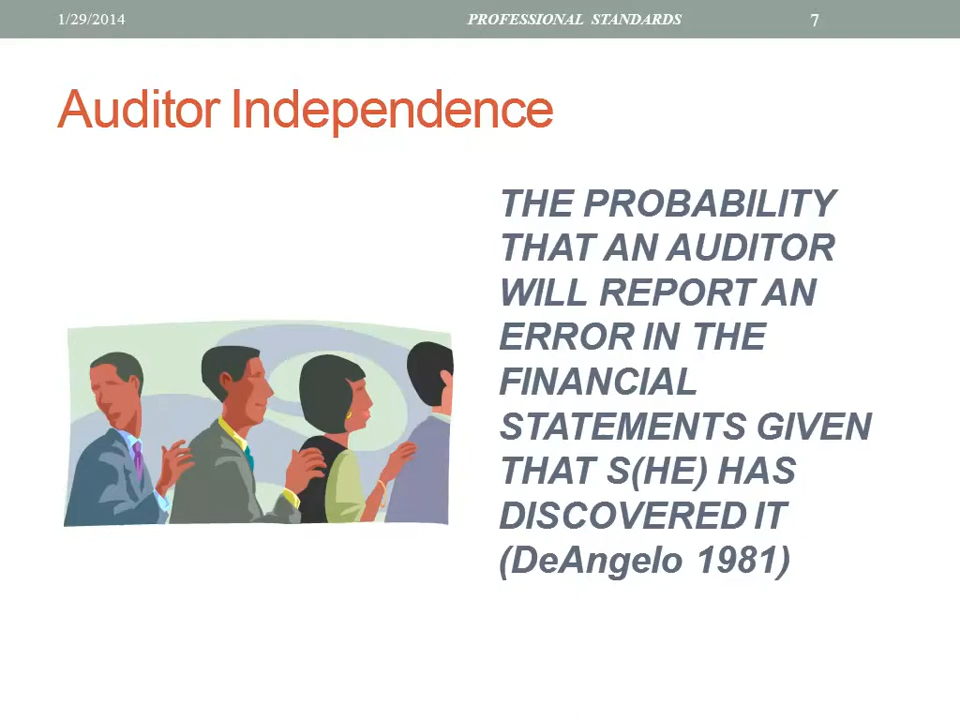 1/29/2014 PROFESSIONAL STANDARDS 7
Auditor Independence
THE PROBABILITY
THAT AN AUDITOR
WILL REPORT AN
ERROR IN THE
FINANCIAL
STATEMENTS GIVEN
THAT S(HE) HAS
DISCOVERED IT
(DeAngelo 1981)